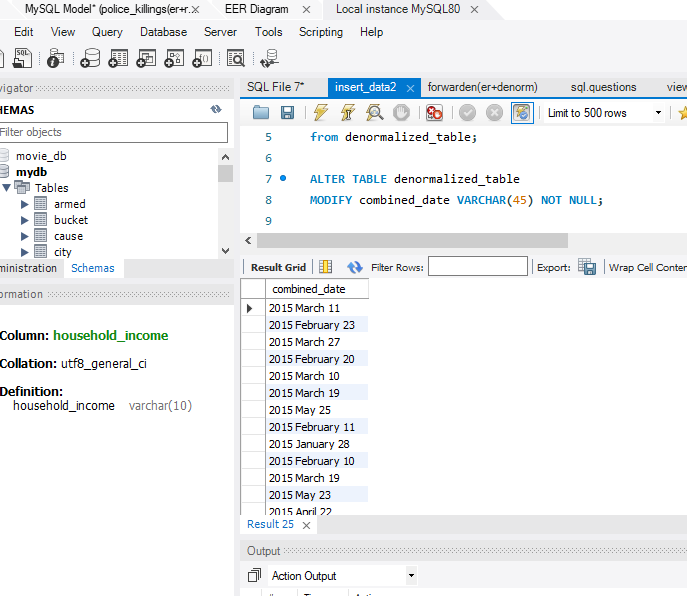 MySQL Model* (police_killings(er+r.x
EER Diagram x
Local instance MySQL80 x
Edit View Query Database Server Tools Scripting Help
SQL
vigator
SQL File 7* insert_data2 x forwarden(er+denorm) sql.questions view
HEMAS
Limit to 500 rows
Filter objects
movie_db
mydb
Tables
armed
bucket
cause
city
ministration Schemas
5 from denormalized_table;
6
7 ALTER TABLE denormalized_table
8 MODIFY combined_date VARCHAR(45) NOT NULL;
9
Result Grid Filter Rows: Export: Wrap Cell Conten
formation
Column: household_income
Collation: utf8_general_ci
Definition:
household_income varchar(10)
combined_date
2015 March 11
2015 February 23
2015 March 27
2015 February 20
2015 March 10
2015 March 19
2015 May 25
2015 February 11
2015 January 28
2015 February 10
2015 March 19
2015 May 23
2015 April 22
Result 25 x
Output
Action Output